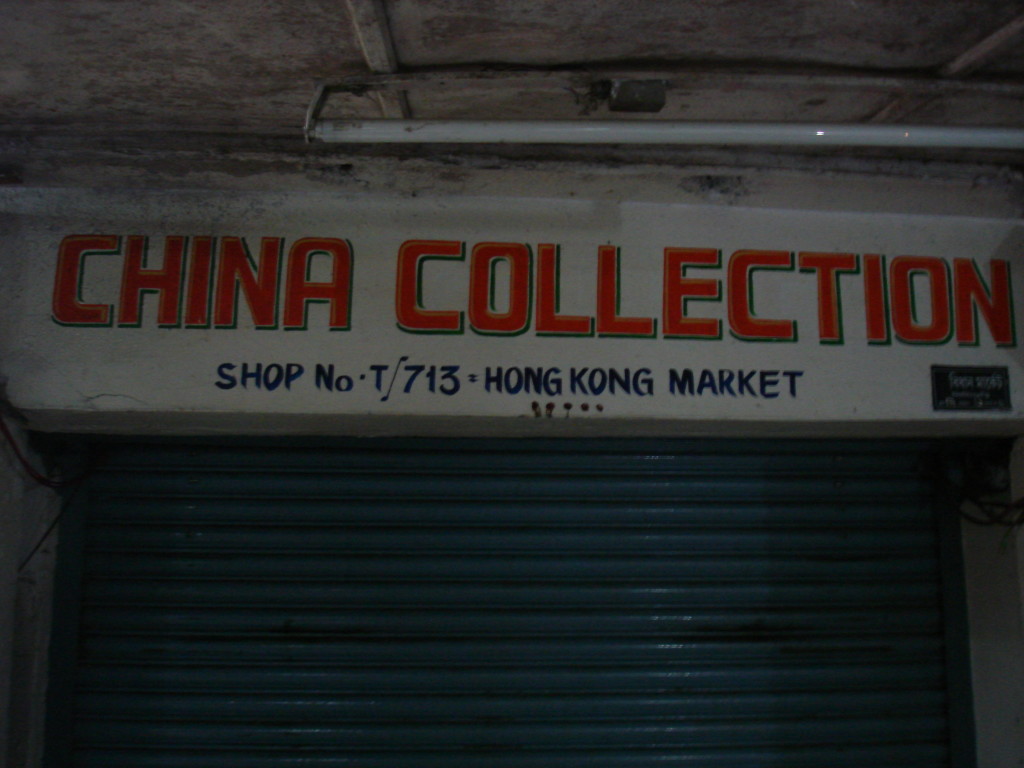 CHINA COLLECTION
SHOP No. T/713 = HONG KONG MARKET
বিধান মার্কেট